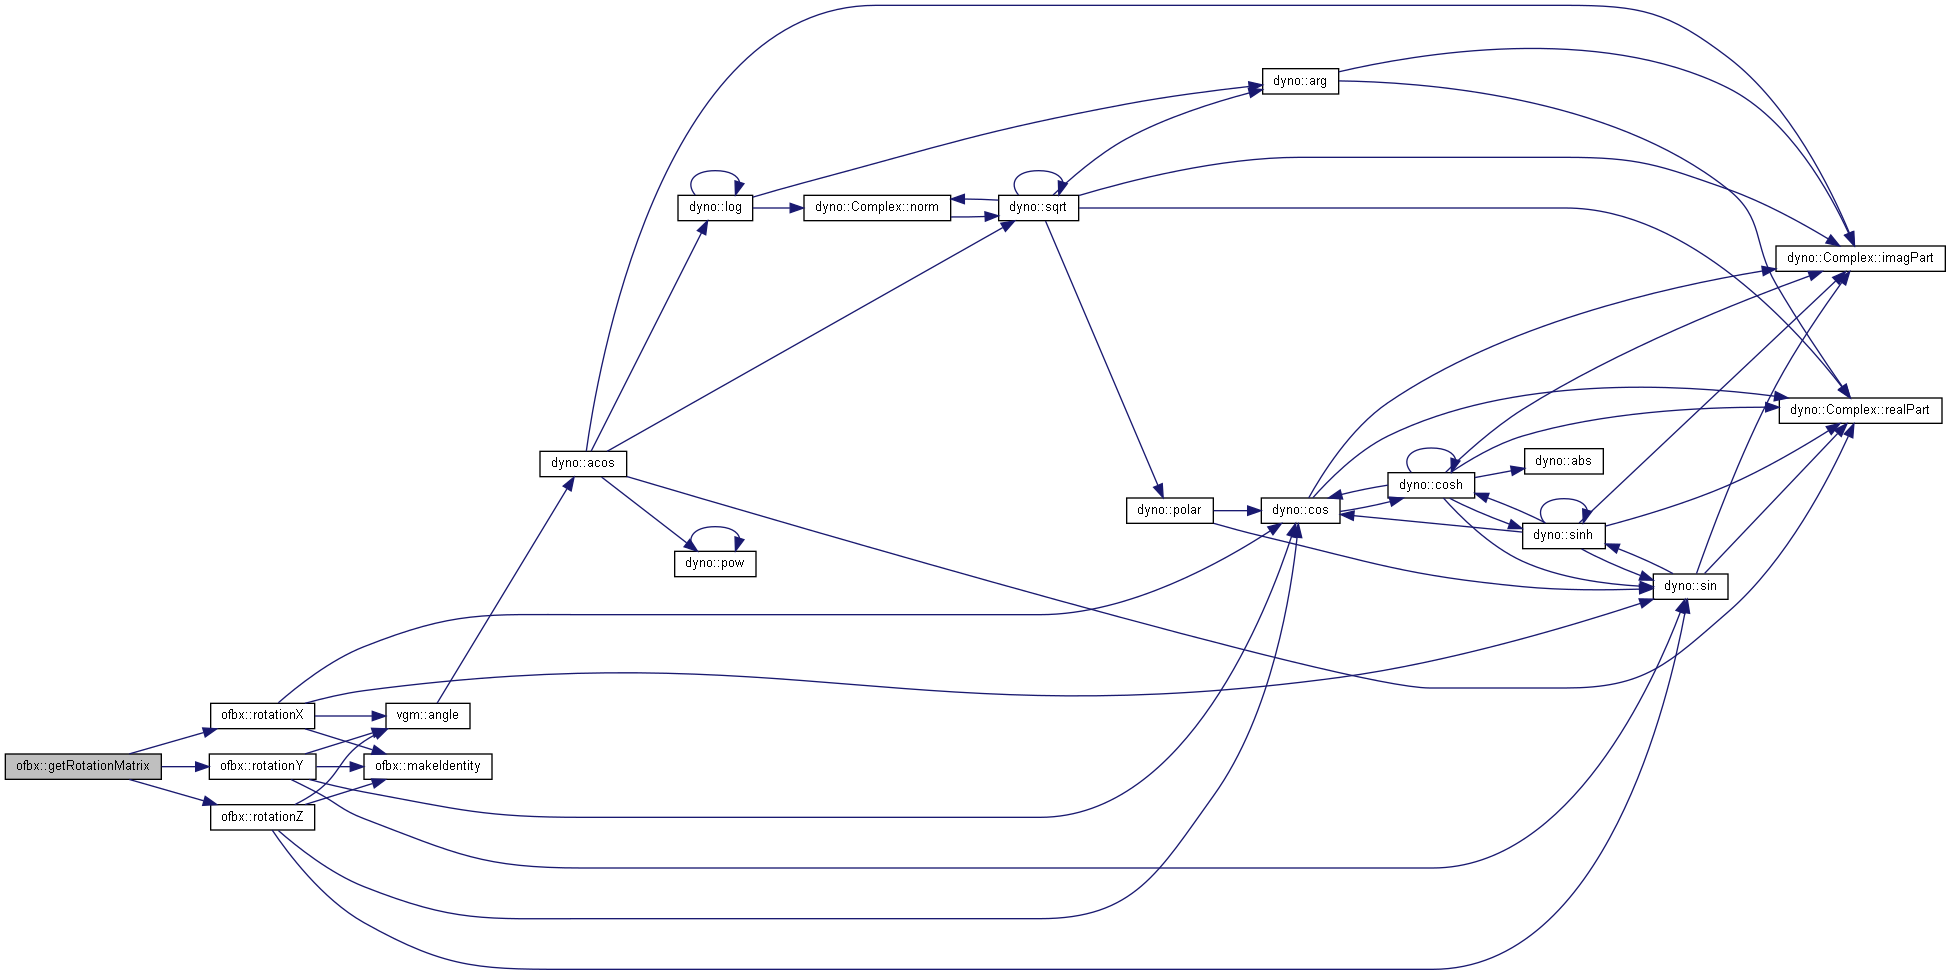 dyno::arg
dyno::log
dyno::Complex::norm
dyno::sqrt
dyno::Complex::imagPart
dyno::Complex::realPart
dyno::acos
dyno::abs
dyno::cosh
dyno::polar
dyno::cos
dyno::sinh
dyno::pow
dyno::sin
ofbx::rotationX
vgm::angle
ofbx::getRotationMatrix
ofbx::rotationY
ofbx::makeIdentity
ofbx::rotationZ